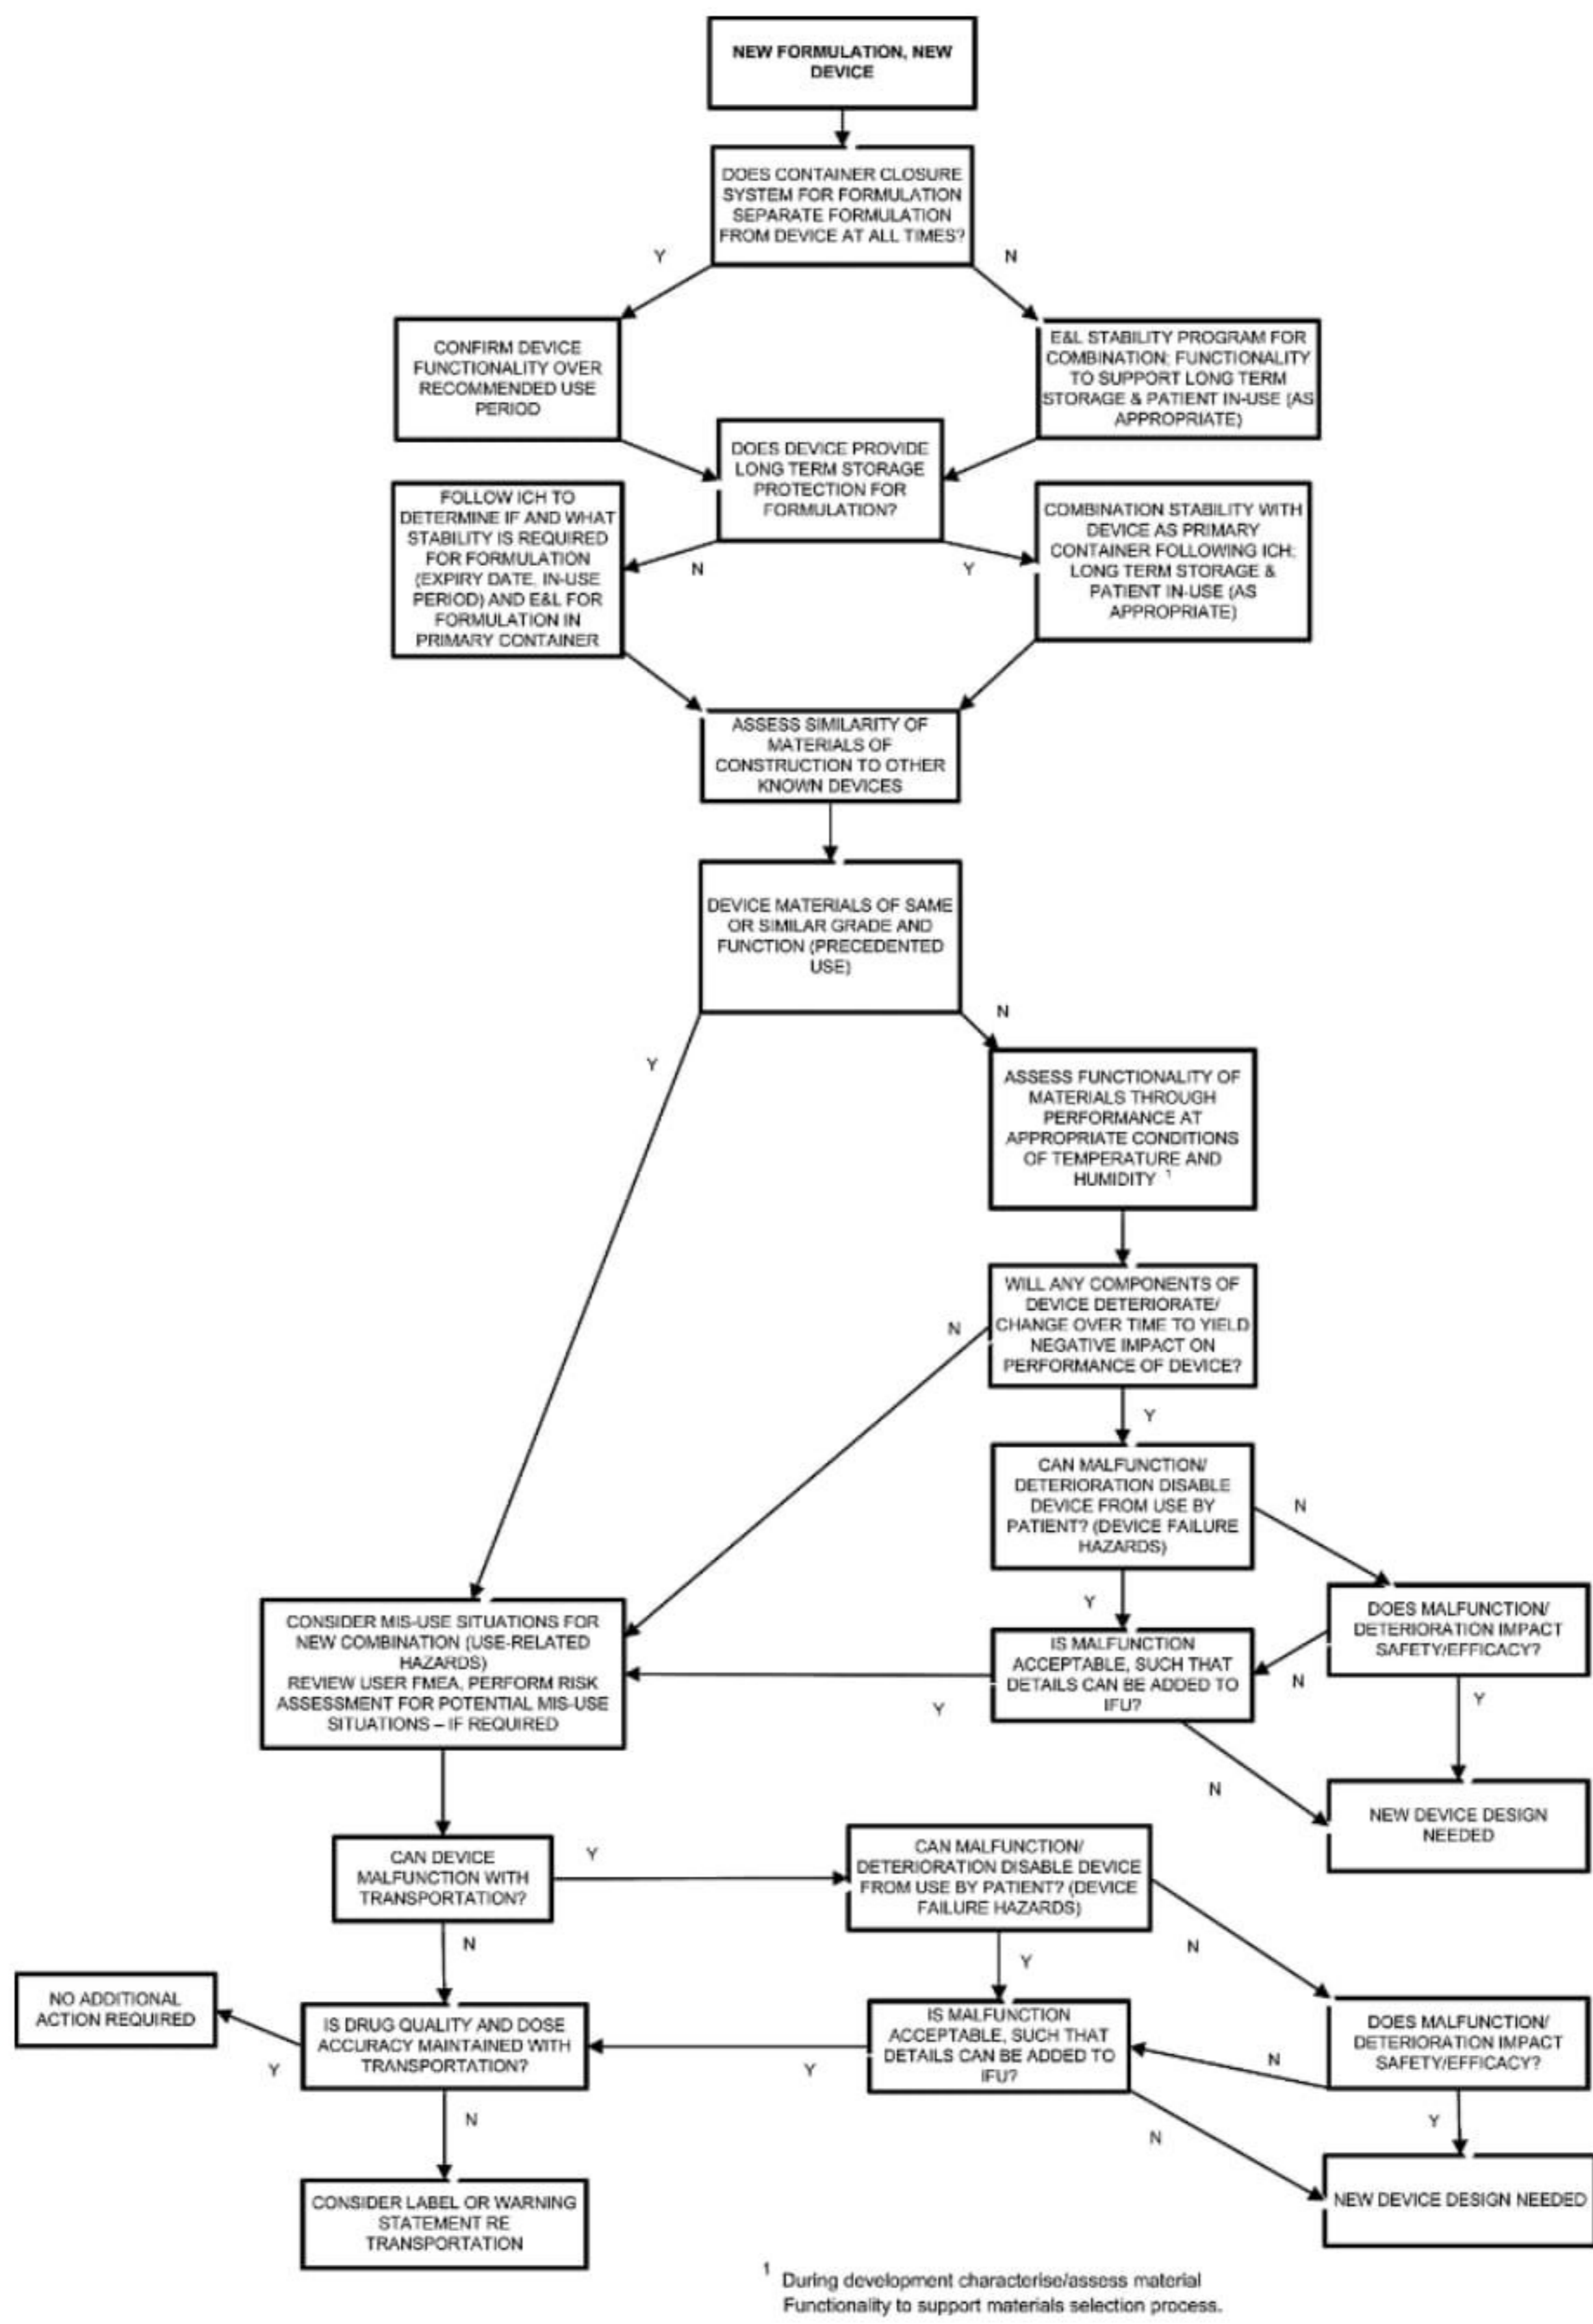 NEW FORMULATION, NEW
DEVICE
DOES CONTAINER CLOSURE
SYSTEM FOR FORMULATION
SEPARATE FORMULATION
FROM DEVICE AT ALL TIMES?
Y
N
CONFIRM DEVICE
FUNCTIONALITY OVER
RECOMMENDED USE
PERIOD
E&L STABILITY PROGRAM FOR
COMBINATION; FUNCTIONALITY
TO SUPPORT LONG TERM
STORAGE & PATIENT IN-USE (AS
APPROPRIATE)
DOES DEVICE PROVIDE
LONG TERM STORAGE
PROTECTION FOR
FORMULATION?
N
Y
FOLLOW ICH TO
DETERMINE IF AND WHAT
STABILITY IS REQUIRED
FOR FORMULATION
(EXPIRY DATE, IN-USE
PERIOD) AND E&L FOR
FORMULATION IN
PRIMARY CONTAINER
COMBINATION STABILITY WITH
DEVICE AS PRIMARY
CONTAINER FOLLOWING ICH;
LONG TERM STORAGE &
PATIENT IN-USE (AS
APPROPRIATE)
ASSESS SIMILARITY OF
MATERIALS OF
CONSTRUCTION TO OTHER
KNOWN DEVICES
DEVICE MATERIALS OF SAME
OR SIMILAR GRADE AND
FUNCTION (PRECEDENTED
USE)
N
Y
ASSESS FUNCTIONALITY OF
MATERIALS THROUGH
PERFORMANCE AT
APPROPRIATE CONDITIONS
OF TEMPERATURE AND
HUMIDITY 1
WILL ANY COMPONENTS OF
DEVICE DETERIORATE/
CHANGE OVER TIME TO YIELD
NEGATIVE IMPACT ON
PERFORMANCE OF DEVICE?
N
Y
CAN MALFUNCTION/
DETERIORATION DISABLE
DEVICE FROM USE BY
PATIENT? (DEVICE FAILURE
HAZARDS)
N
Y
DOES MALFUNCTION/
DETERIORATION IMPACT
SAFETY/EFFICACY?
N
Y
IS MALFUNCTION
ACCEPTABLE, SUCH THAT
DETAILS CAN BE ADDED TO
IFU?
Y
N
CONSIDER MIS-USE SITUATIONS FOR
NEW COMBINATION (USE-RELATED
HAZARDS)
REVIEW USER FMEA, PERFORM RISK
ASSESSMENT FOR POTENTIAL MIS-USE
SITUATIONS – IF REQUIRED
NEW DEVICE DESIGN
NEEDED
CAN DEVICE
MALFUNCTION WITH
TRANSPORTATION?
Y
N
CAN MALFUNCTION/
DETERIORATION DISABLE DEVICE
FROM USE BY PATIENT? (DEVICE
FAILURE HAZARDS)
N
Y
NO ADDITIONAL
ACTION REQUIRED
IS DRUG QUALITY AND DOSE
ACCURACY MAINTAINED WITH
TRANSPORTATION?
Y
N
IS MALFUNCTION
ACCEPTABLE, SUCH THAT
DETAILS CAN BE ADDED TO
IFU?
Y
N
DOES MALFUNCTION/
DETERIORATION IMPACT
SAFETY/EFFICACY?
N
Y
CONSIDER LABEL OR WARNING
STATEMENT RE
TRANSPORTATION
NEW DEVICE DESIGN NEEDED
1 During development characterise/assess material
Functionality to support materials selection process.